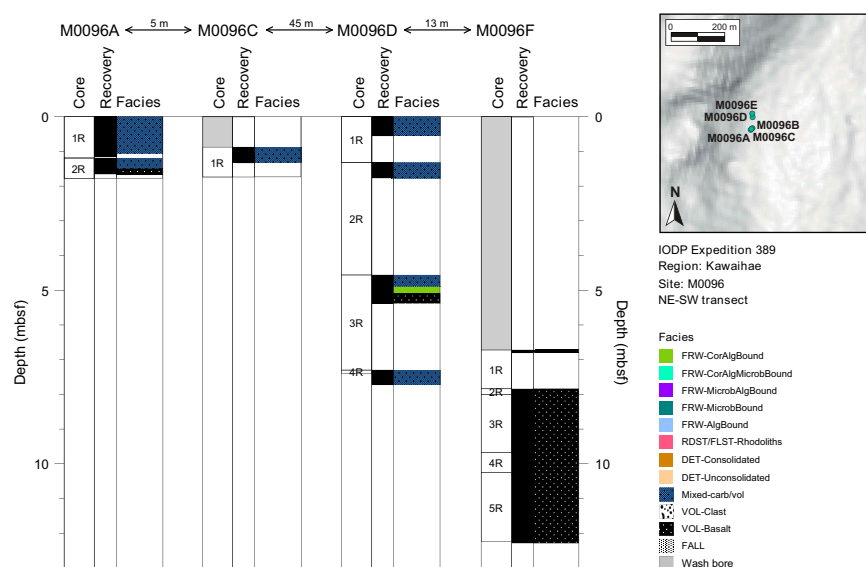 M0096A 5 m M0096C 45 m M0096D 13 m M0096F
Core Recovery Facies Core Recovery Facies Core Recovery Facies Core Recovery Facies
0 0
1R 1R
2R 1R
2R
5 5
Depth (mbsf) Depth (mbsf)
3R
4R 1R
2R
3R
10 10
4R
5R
0 200 m
M0096E
M0096D
M0096B
M0096A M0096C
N
IODP Expedition 389
Region: Kawaihae
Site: M0096
NE-SW transect
Facies
FRW-CorAlgBound
FRW-CorAlgMicrobBound
FRW-MicrobAlgBound
FRW-MicrobBound
FRW-AlgBound
RDST/FLST-Rhodoliths
DET-Consolidated
DET-Unconsolidated
Mixed-carb/vol
VOL-Clast
VOL-Basalt
FALL
Wash bore